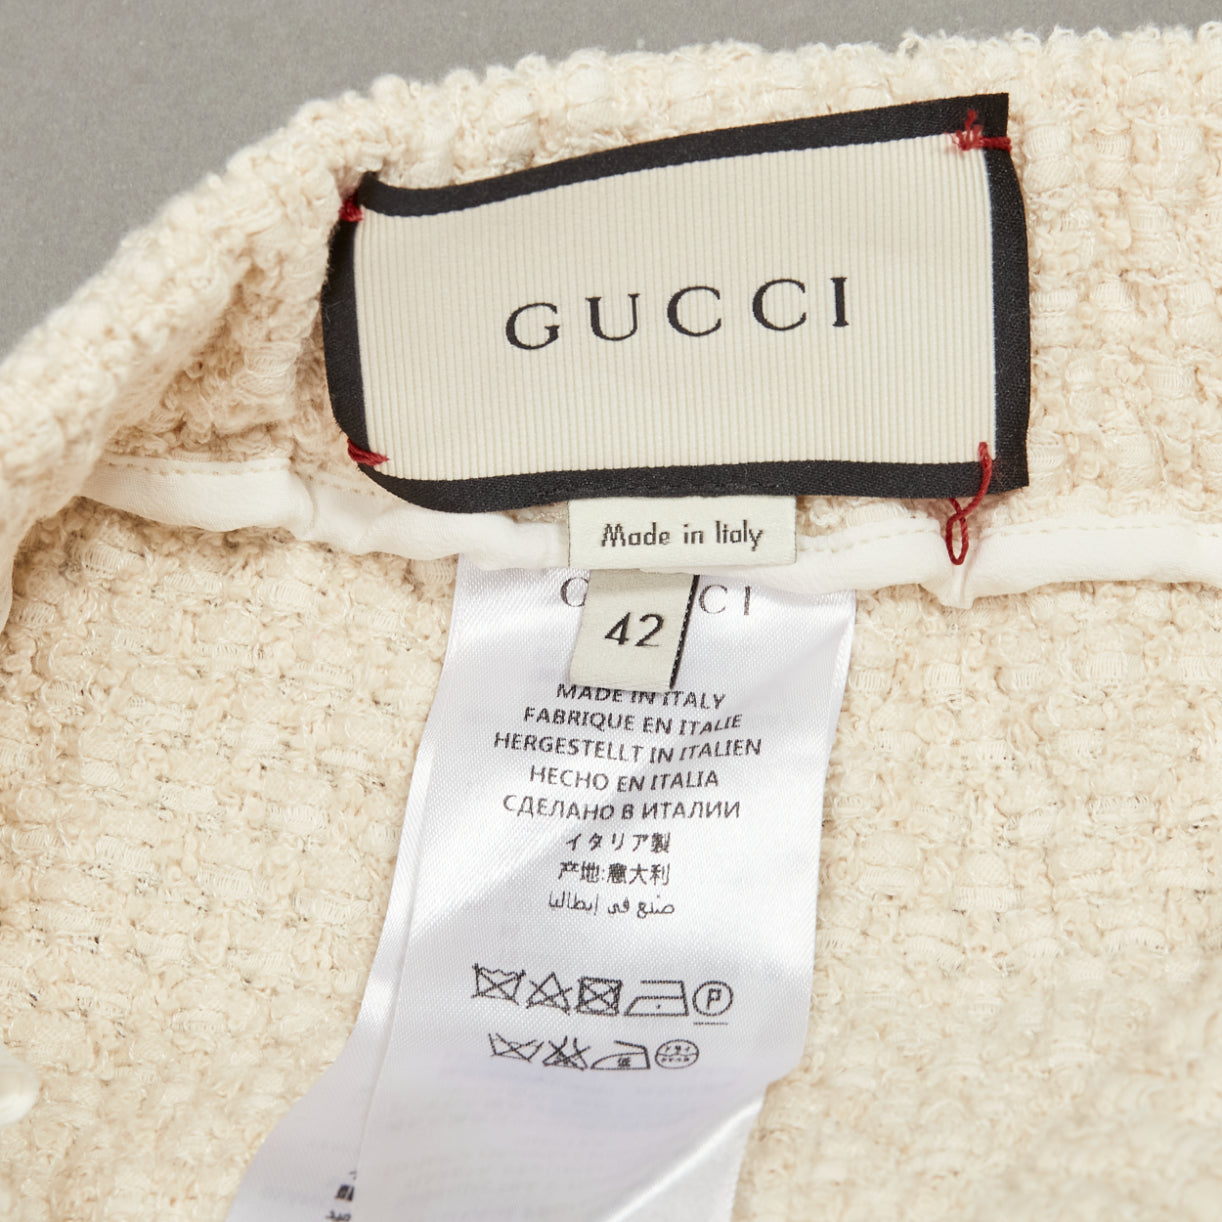 GUCCI
Made in Italy
42
MADE IN ITALY
FABRIQUE EN ITALIE
HERGESTELLT IN ITALIEN
HECHO EN ITALIA
СДЕЛАНО В ИТАЛИИ
イタリア製
产地:意大利
صنع في إيطاليا
P